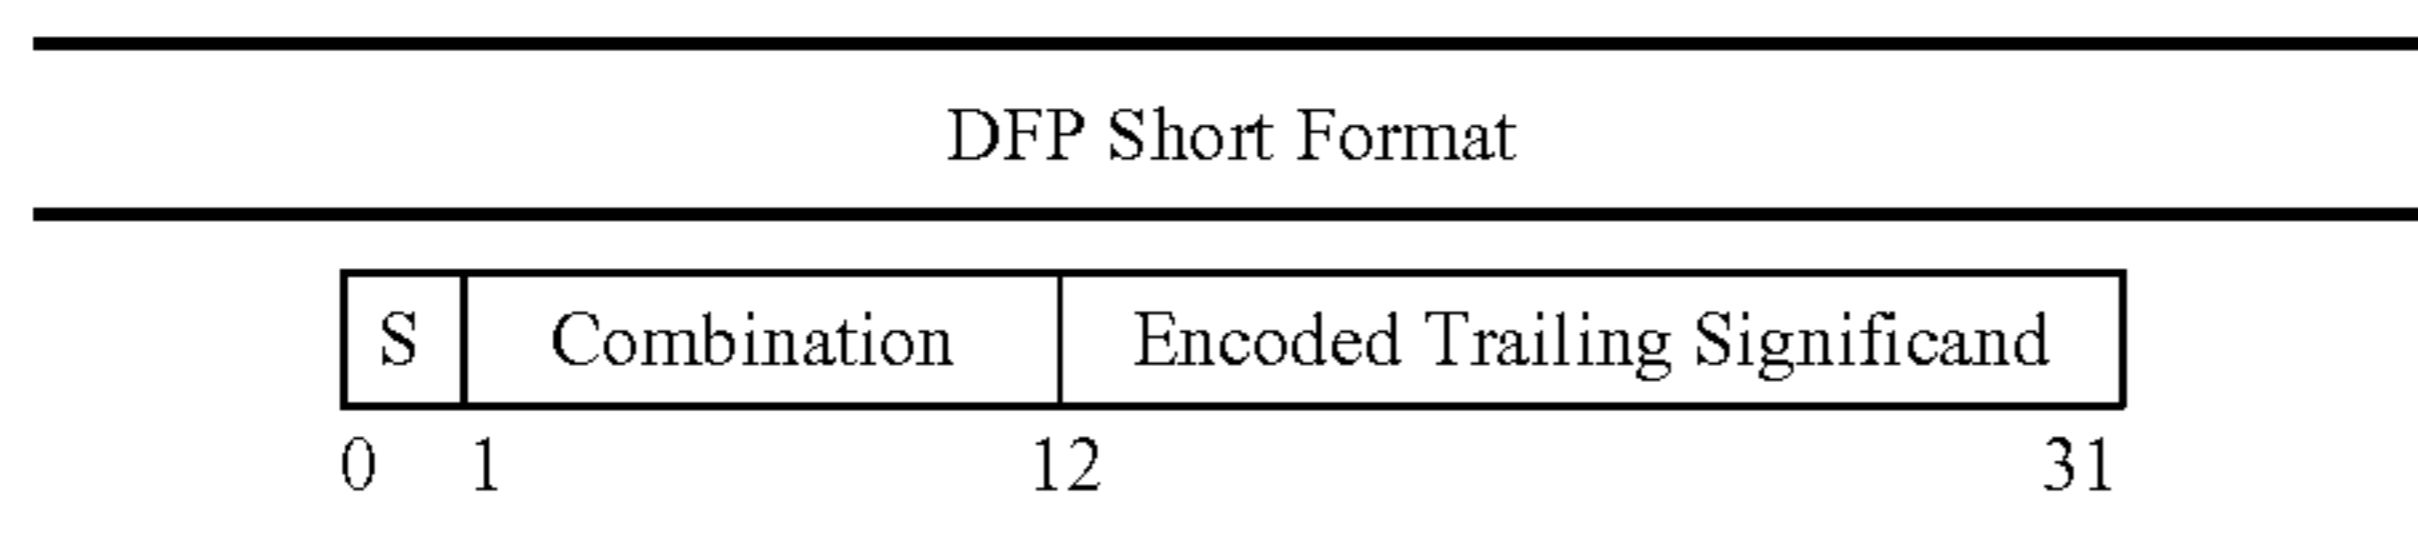 DFP Short Format
S Combination Encoded Trailing Significand
0 1 12 31